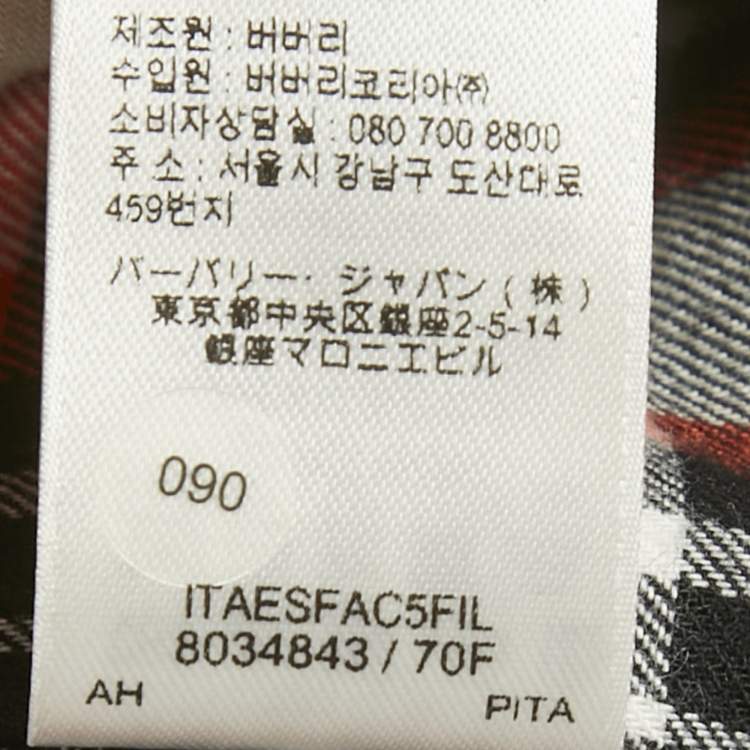 제조원 : 버버리
수입원 : 버버리코리아(주)
소비자상담실 : 080 700 8800
주 소 : 서울시 강남구 도산대로
459번지
バーバリー・ジャパン ( 株 )
東京都中央区銀座2-5-14
銀座マロニエビル
090
ITAESFAC5FIL
8034843 / 70F
AH
PITA